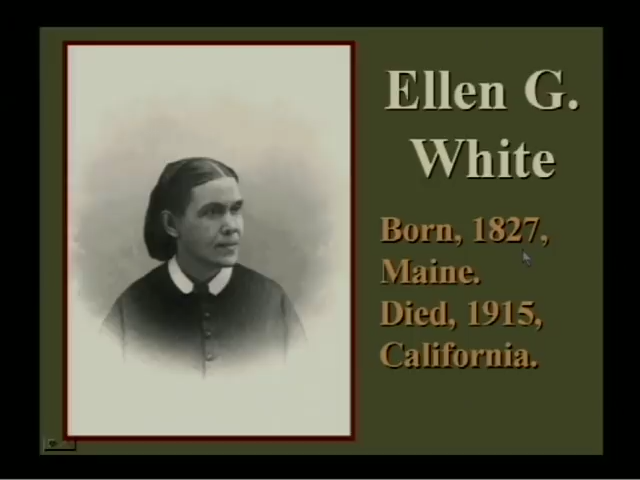 Ellen G.
White
Born, 1827,
Maine.
Died, 1915,
California.